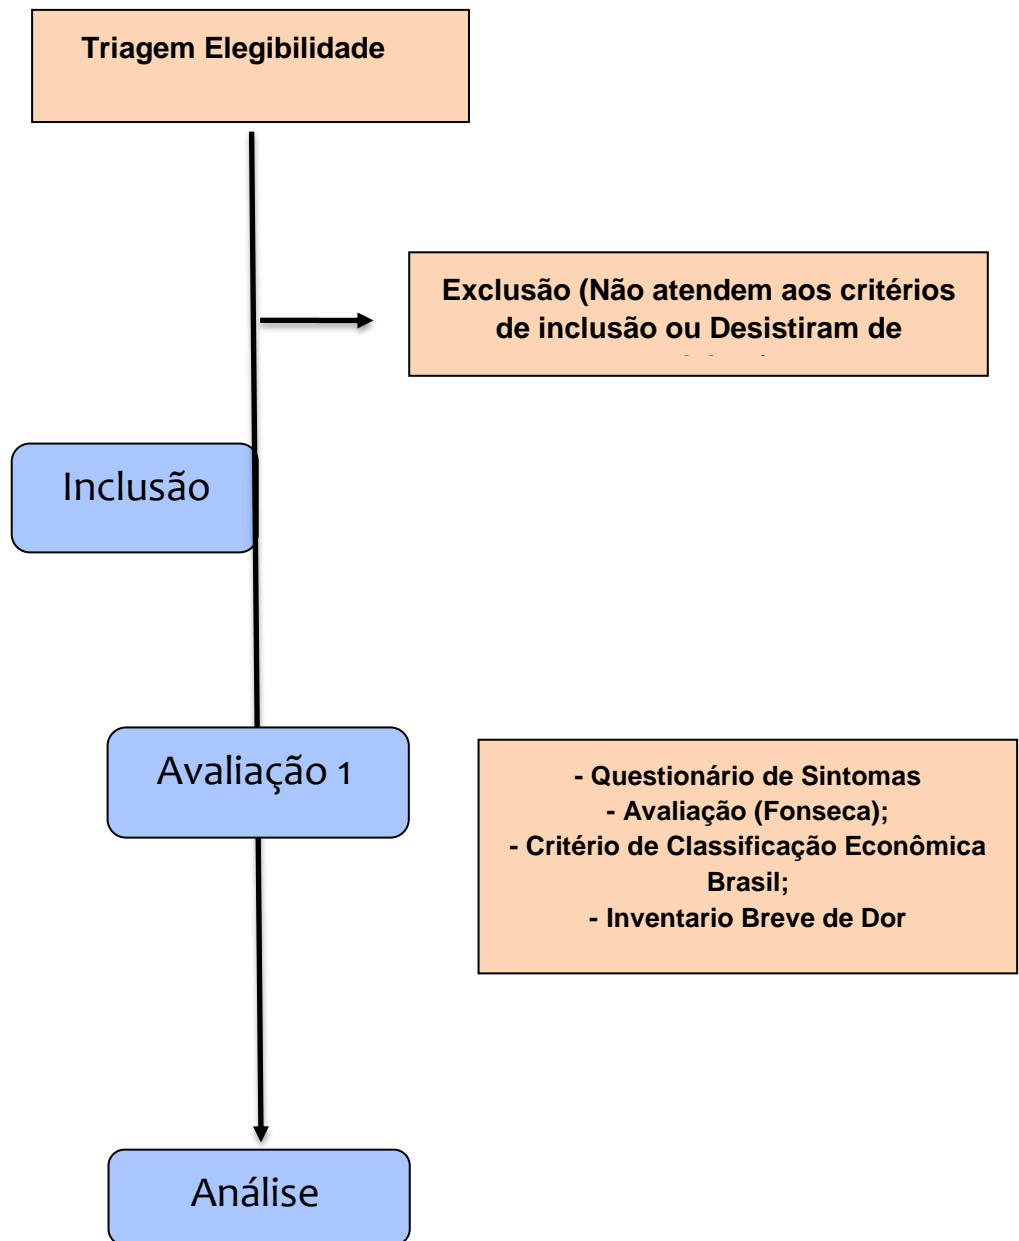 Triagem Elegibilidade
Exclusão (Não atendem aos critérios
de inclusão ou Desistiram de
Inclusão
Avaliação 1
- Questionário de Sintomas
- Avaliação (Fonseca);
- Critério de Classificação Econômica
Brasil;
- Inventario Breve de Dor
Análise